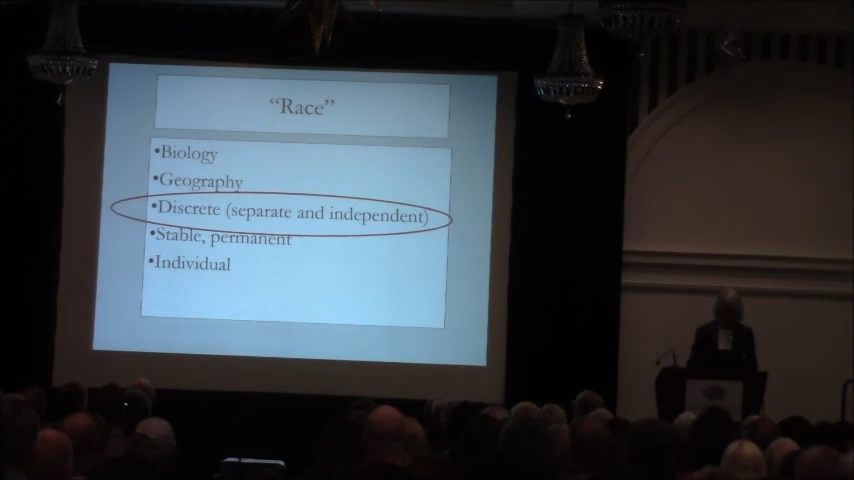 “Race”
•Biology
•Geography
•Discrete (separate and independent)
•Stable, permanent
•Individual